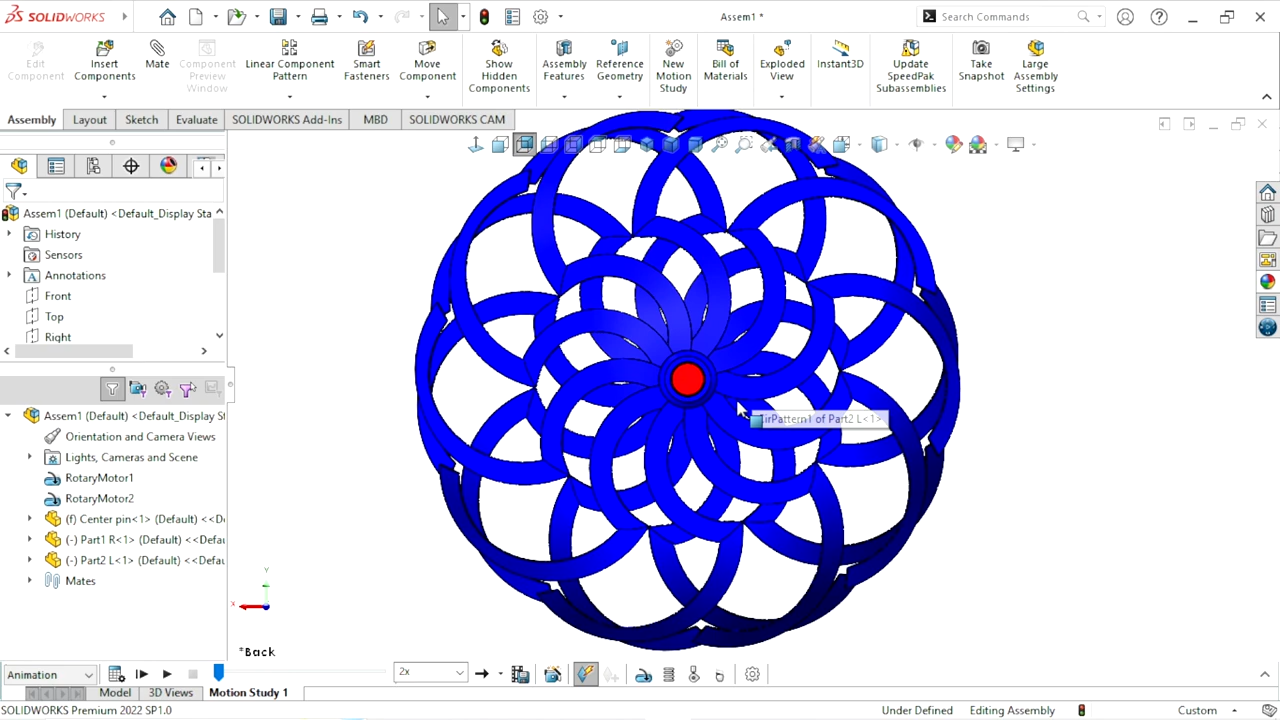 SOLIDWORKS
Assem1 *
Search Commands
Edit Component
Insert Components
Mate
Component Preview Window
Linear Component Pattern
Smart Fasteners
Move Component
Show Hidden Components
Assembly Features
Reference Geometry
New Motion Study
Bill of Materials
Exploded View
Instant3D
Update SpeedPak Subassemblies
Take Snapshot
Large Assembly Settings
Assembly Layout Sketch Evaluate SOLIDWORKS Add-Ins MBD SOLIDWORKS CAM
Assem1 (Default) <Default_Display Sta
History
Sensors
Annotations
Front
Top
Right
Assem1 (Default) <Default_Display St
Orientation and Camera Views
Lights, Cameras and Scene
RotaryMotor1
RotaryMotor2
(f) Center pin<1> (Default) <<De
(-) Part1 R<1> (Default) <<Defau
(-) Part2 L<1> (Default) <<Defau
Mates
irPattern1 of Part2 L<1>
Y
X
*Back
Animation
2x
Model 3D Views Motion Study 1
SOLIDWORKS Premium 2022 SP1.0
Under Defined Editing Assembly Custom